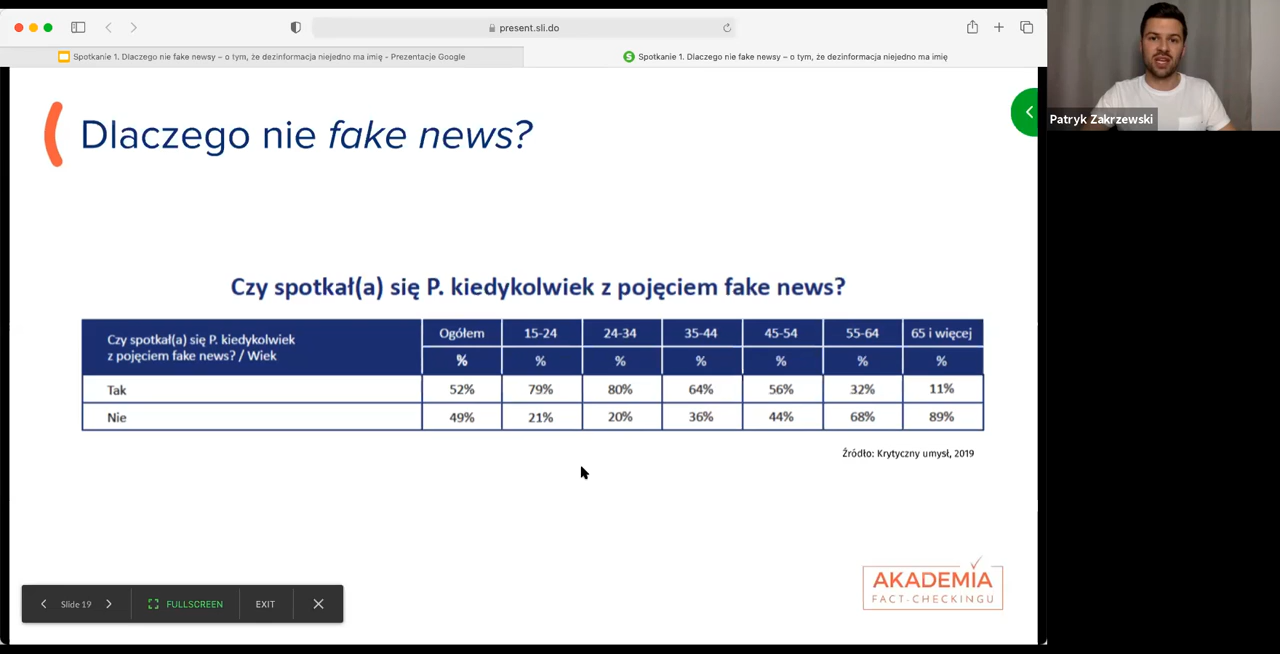 present.sli.do
Spotkanie 1. Dlaczego nie fake newsy – o tym, że dezinformacja niejedno ma imię - Prezentacje Google
S
Spotkanie 1. Dlaczego nie fake newsy – o tym, że dezinformacja niejedno ma imię
Patryk Zakrzewski
Dlaczego nie fake news?
Czy spotkał(a) się P. kiedykolwiek z pojęciem fake news?
Czy spotkał(a) się P. kiedykolwiek
z pojęciem fake news? / Wiek
Ogółem 15-24 24-34 35-44 45-54 55-64 65 i więcej
% % % % % % %
Tak 52% 79% 80% 64% 56% 32% 11%
Nie 49% 21% 20% 36% 44% 68% 89%
Źródło: Krytyczny umysł, 2019
AKADEMIA
FACT-CHECKINGU
Slide 19 FULLSCREEN EXIT